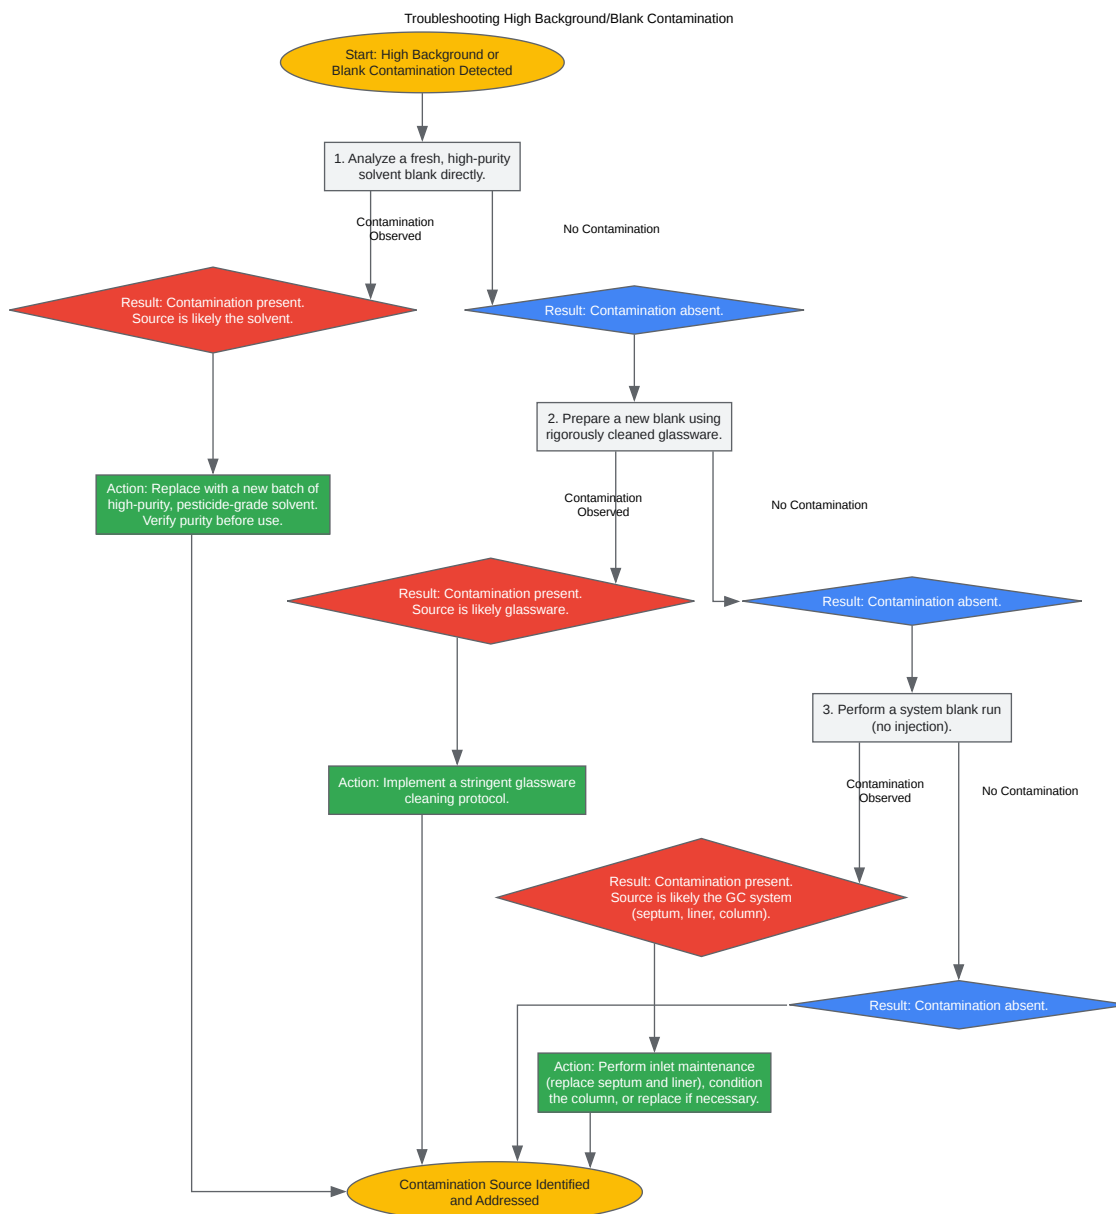 Troubleshooting High Background/Blank Contamination
Start: High Background or
Blank Contamination Detected
1. Analyze a fresh, high-purity
solvent blank directly.
Contamination
Observed
No Contamination
Result: Contamination present.
Source is likely the solvent.
Result: Contamination absent.
2. Prepare a new blank using
rigorously cleaned glassware.
Action: Replace with a new batch of
high-purity, pesticide-grade solvent.
Verify purity before use.
Contamination
Observed
No Contamination
Result: Contamination present.
Source is likely glassware.
Result: Contamination absent.
3. Perform a system blank run
(no injection).
Action: Implement a stringent glassware
cleaning protocol.
Contamination
Observed
No Contamination
Result: Contamination present.
Source is likely the GC system
(septum, liner, column).
Result: Contamination absent.
Action: Perform inlet maintenance
(replace septum and liner), condition
the column, or replace if necessary.
Contamination Source Identified
and Addressed